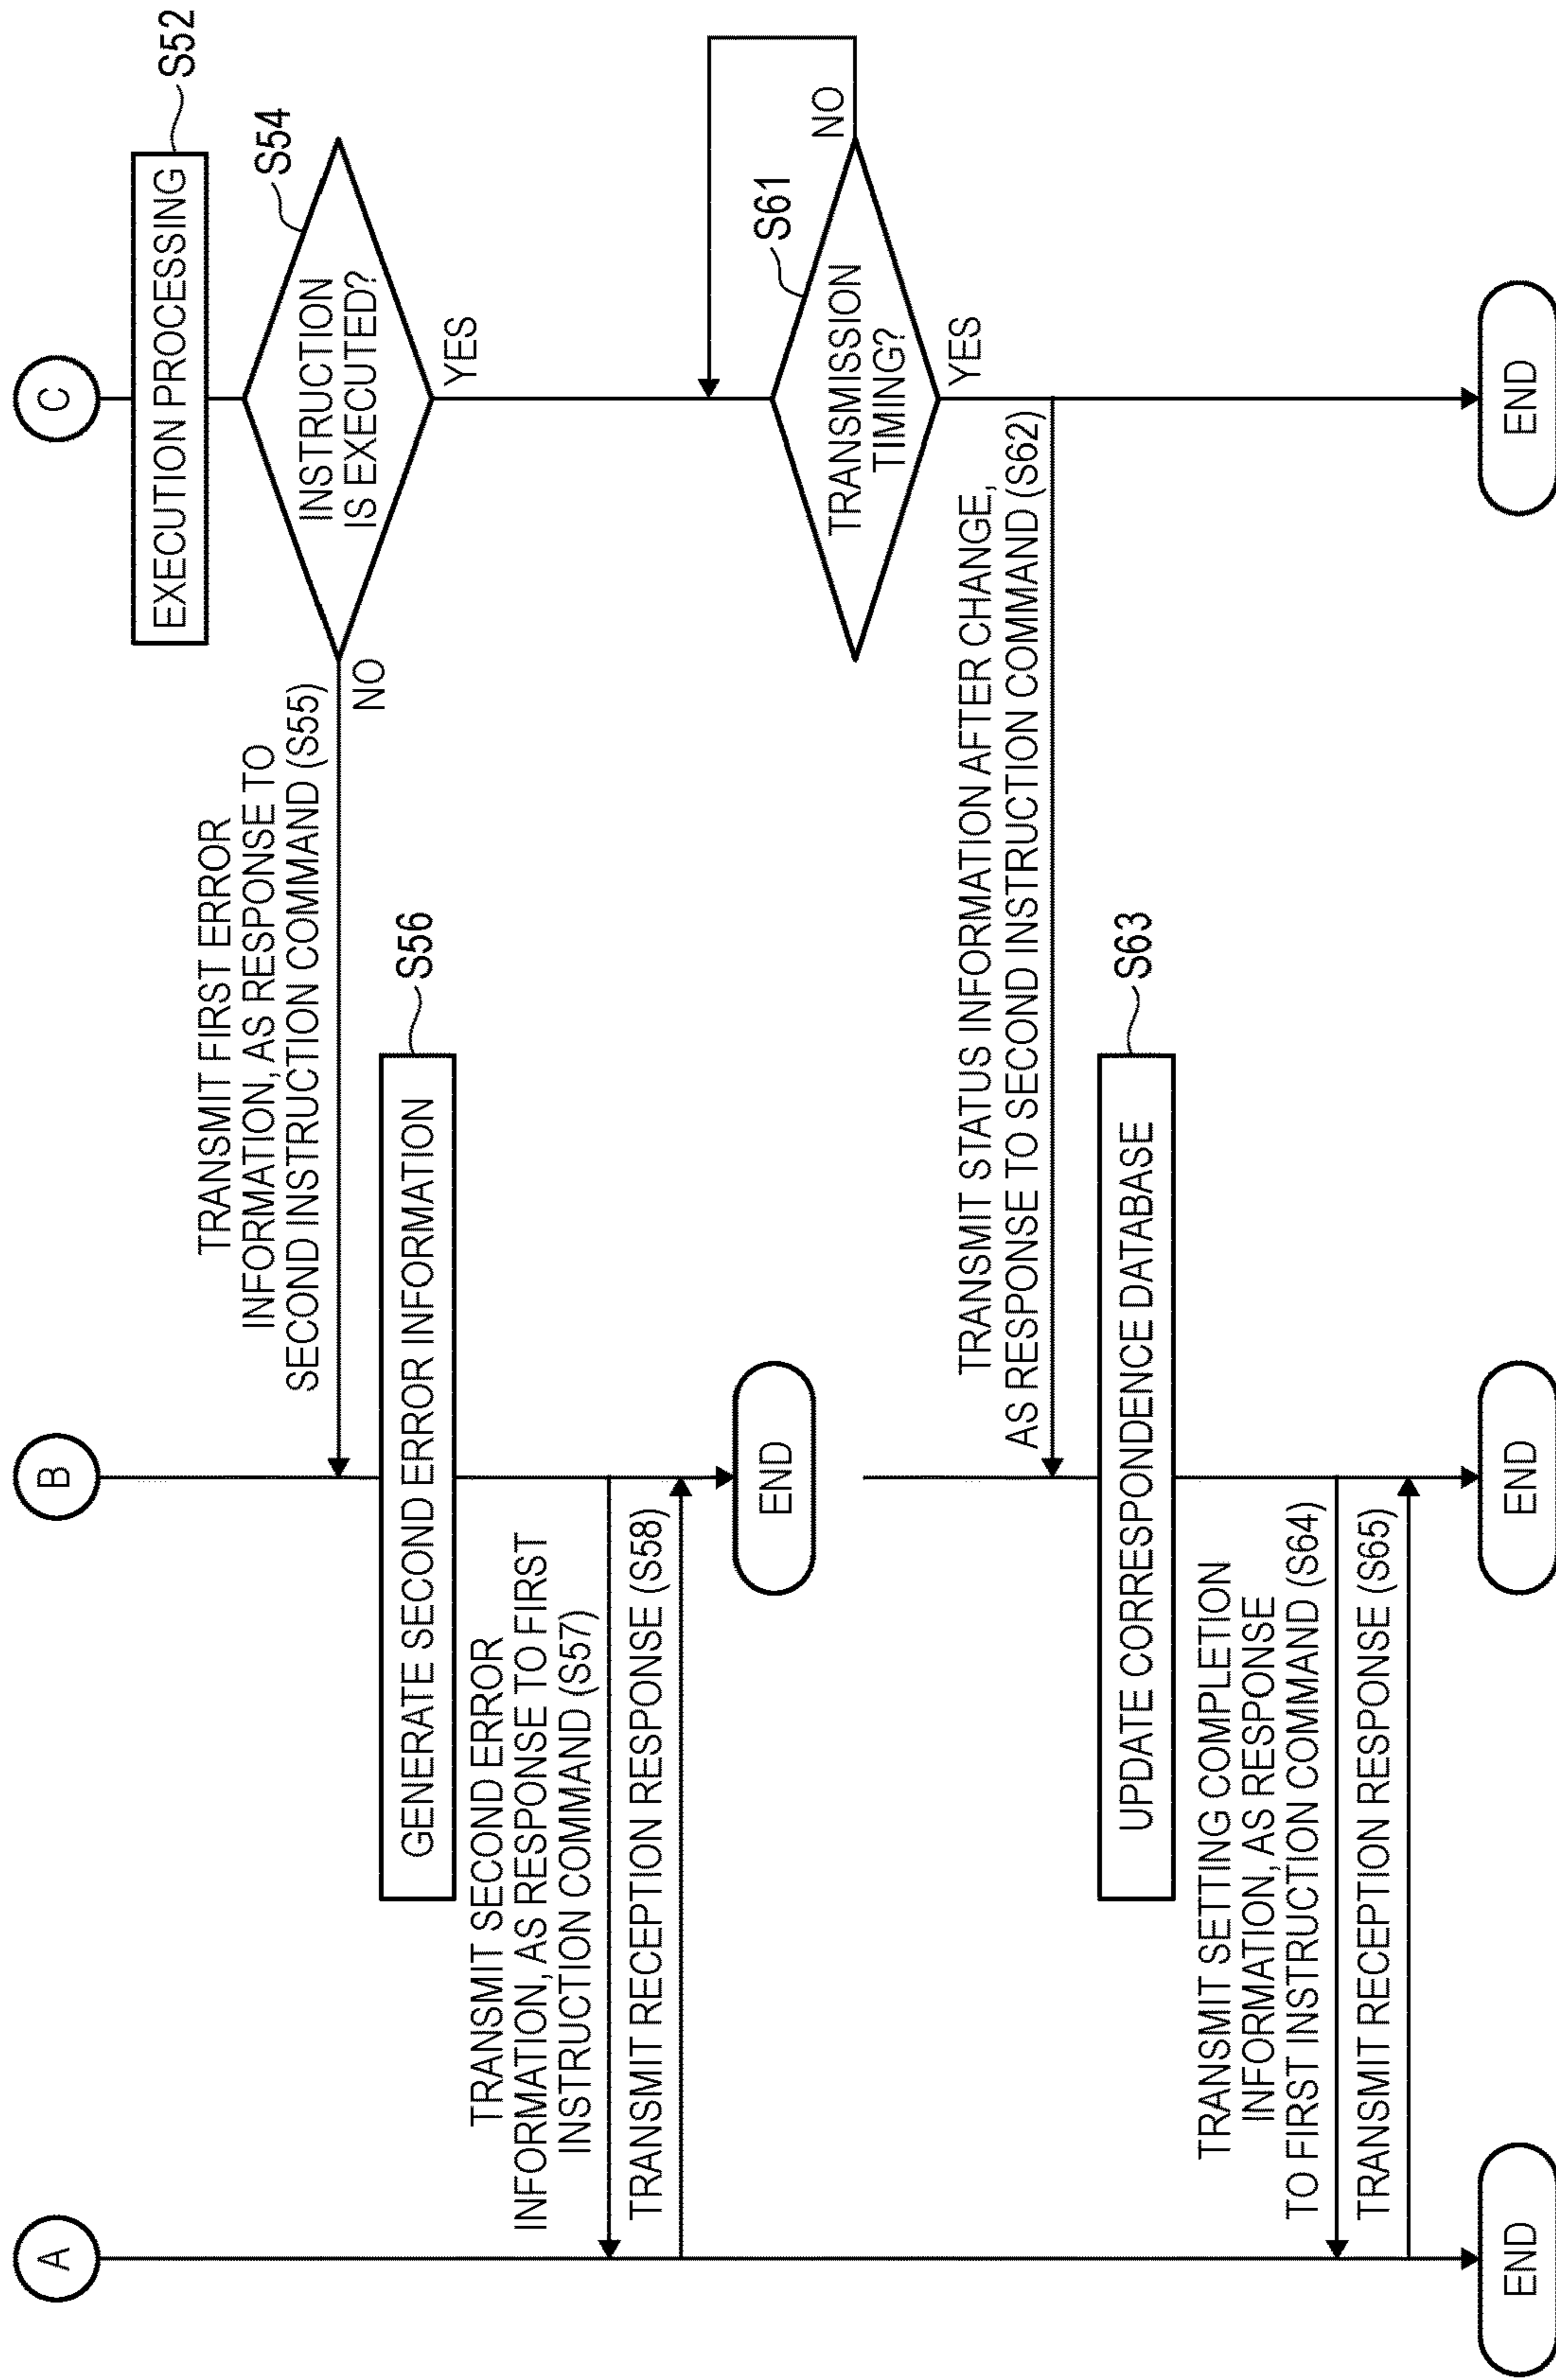 A
B
C
EXECUTION PROCESSING
S52
INSTRUCTION
IS EXECUTED?
S54
NO
YES
TRANSMIT FIRST ERROR
INFORMATION, AS RESPONSE TO
SECOND INSTRUCTION COMMAND (S55)
GENERATE SECOND ERROR INFORMATION
S56
TRANSMIT SECOND ERROR
INFORMATION, AS RESPONSE TO FIRST
INSTRUCTION COMMAND (S57)
TRANSMIT RECEPTION RESPONSE (S58)
END
TRANSMISSION
TIMING?
S61
NO
YES
TRANSMIT STATUS INFORMATION AFTER CHANGE,
AS RESPONSE TO SECOND INSTRUCTION COMMAND (S62)
UPDATE CORRESPONDENCE DATABASE
S63
TRANSMIT SETTING COMPLETION
INFORMATION, AS RESPONSE
TO FIRST INSTRUCTION COMMAND (S64)
TRANSMIT RECEPTION RESPONSE (S65)
END
END
END